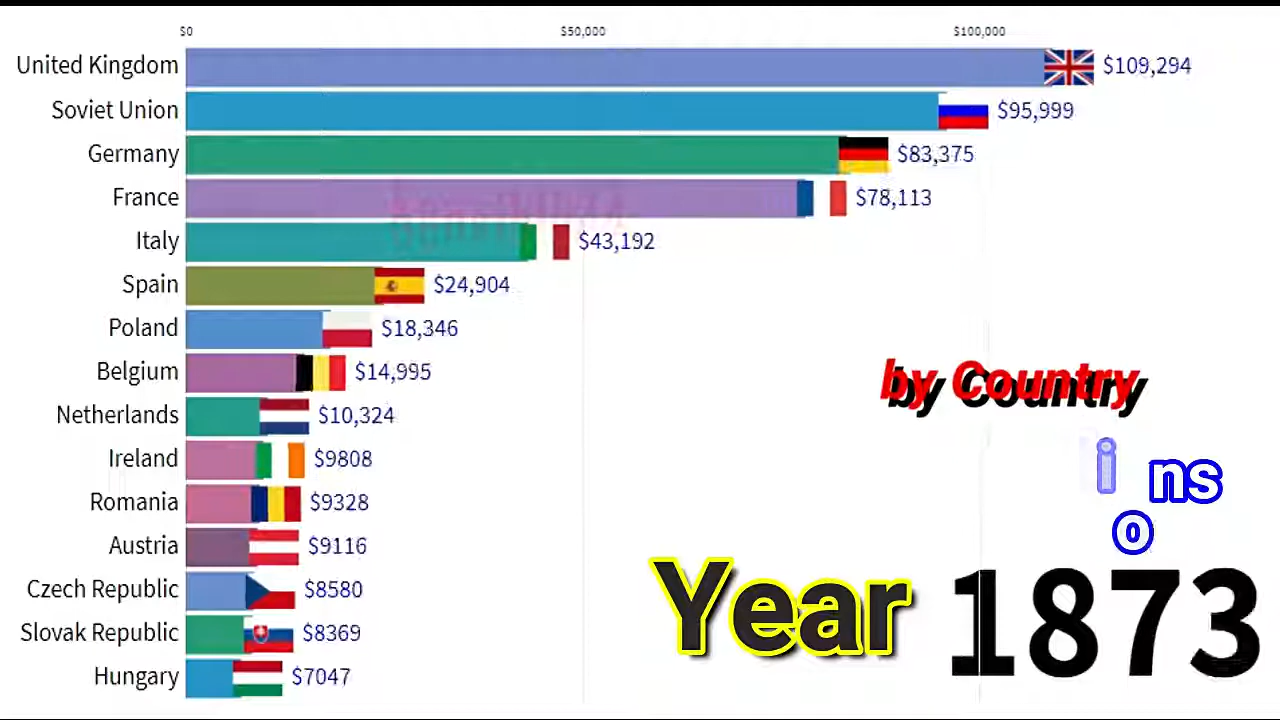 $0 $50,000 $100,000
United Kingdom $109,294
Soviet Union $95,999
Germany $83,375
France $78,113
Italy $43,192
Spain $24,904
Poland $18,346
Belgium $14,995
by Country
Netherlands $10,324
Ireland $9808
i ns
Romania $9328
o
Austria $9116
Czech Republic $8580
Year 1873
Slovak Republic $8369
Hungary $7047